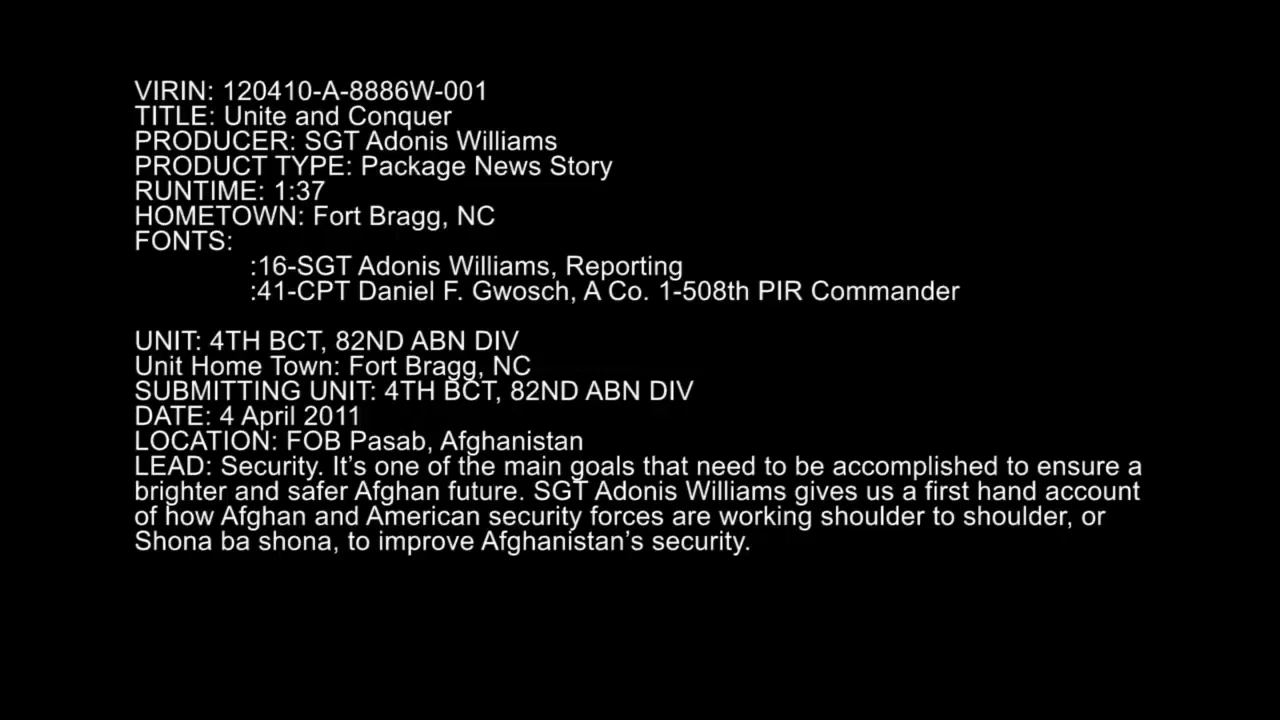 VIRIN: 120410-A-8886W-001
TITLE: Unite and Conquer
PRODUCER: SGT Adonis Williams
PRODUCT TYPE: Package News Story
RUNTIME: 1:37
HOMETOWN: Fort Bragg, NC
FONTS:
:16-SGT Adonis Williams, Reporting
:41-CPT Daniel F. Gwosch, A Co. 1-508th PIR Commander
UNIT: 4TH BCT, 82ND ABN DIV
Unit Home Town: Fort Bragg, NC
SUBMITTING UNIT: 4TH BCT, 82ND ABN DIV
DATE: 4 April 2011
LOCATION: FOB Pasab, Afghanistan
LEAD: Security. It’s one of the main goals that need to be accomplished to ensure a
brighter and safer Afghan future. SGT Adonis Williams gives us a first hand account
of how Afghan and American security forces are working shoulder to shoulder, or
Shona ba shona, to improve Afghanistan’s security.